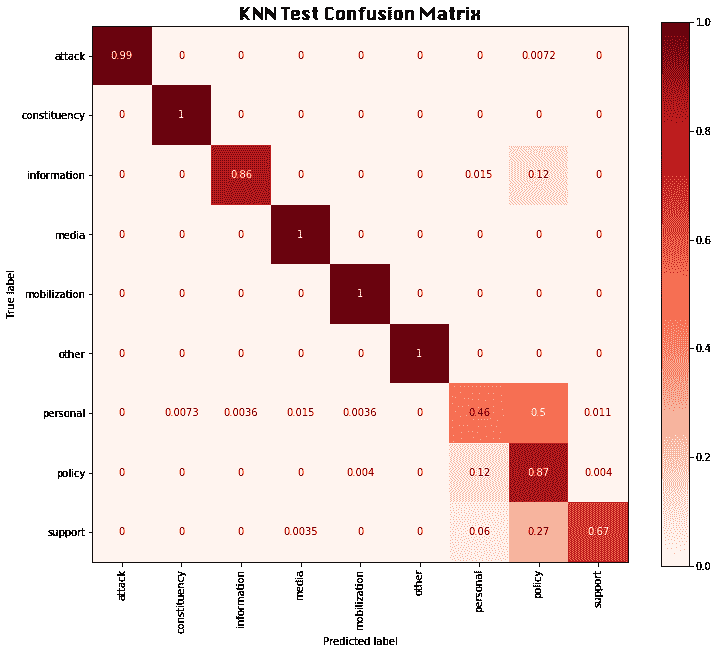 KNN Test Confusion Matrix
attack 0.99 0 0 0 0 0 0 0.0072 0
constituency 0 1 0 0 0 0 0 0 0
information 0 0 0.86 0 0 0 0.015 0.12 0
media 0 0 0 1 0 0 0 0 0
mobilization 0 0 0 0 1 0 0 0 0
other 0 0 0 0 0 1 0 0 0
personal 0 0.0073 0.0036 0.015 0.0036 0 0.46 0.5 0.011
policy 0 0 0 0 0.004 0 0.12 0.87 0.004
support 0 0 0 0.0035 0 0 0.06 0.27 0.67
attack constituency information media mobilization other personal policy support
True label
Predicted label
1.0
0.8
0.6
0.4
0.2
0.0